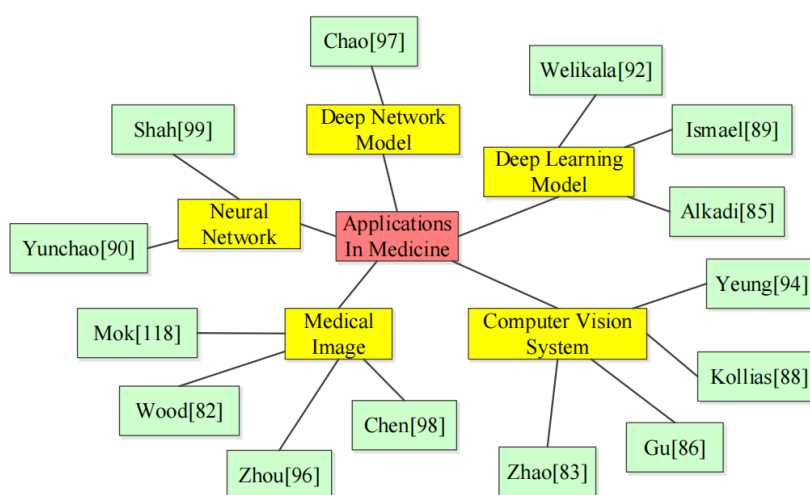 Chao[97]
Welikala[92]
Shah[99]
Deep Network
Model
Ismael[89]
Deep Learning
Model
Neural
Network
Applications
In Medicine
Alkadi[85]
Yunchao[90]
Yeung[94]
Mok[118]
Medical
Image
Computer Vision
System
Kollias[88]
Wood[82]
Chen[98]
Gu[86]
Zhou[96]
Zhao[83]